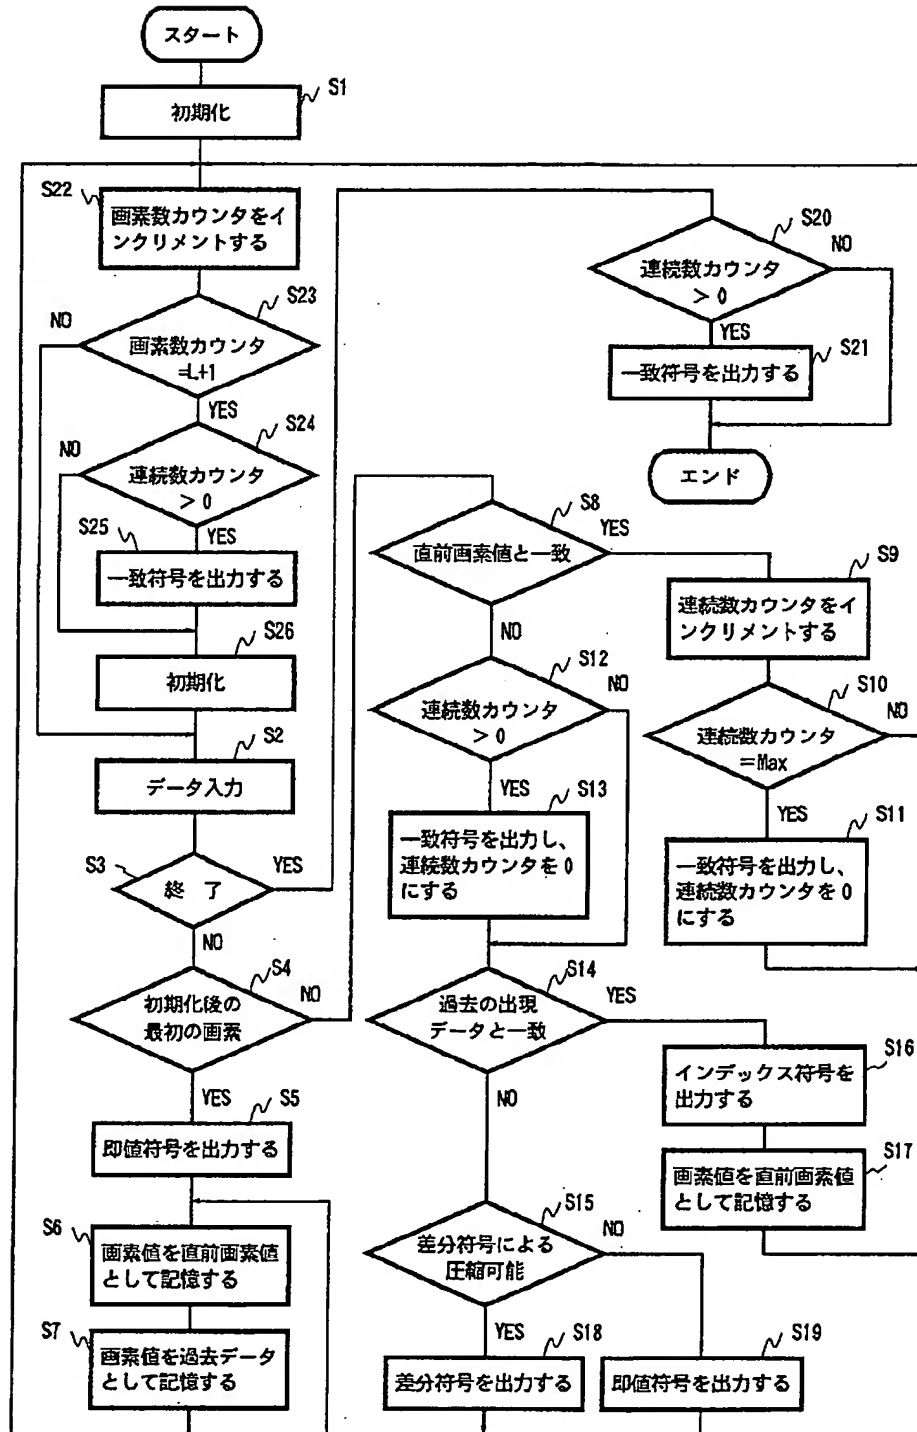 スタート
S1
初期化
S22
画素数カウンタをイ
ンクリメントする
S23
NO
画素数カウンタ
=L+1
YES
S24
NO
連続数カウンタ
> 0
YES
S25
一致符号を出力する
S26
初期化
S2
データ入力
S3
終 了
YES
NO
S4
初期化後の
最初の画素
NO
YES
S5
即値符号を出力する
S6
画素値を直前画素値
として記憶する
S7
画素値を過去データ
として記憶する
S20
NO
連続数カウンタ
> 0
YES
S21
一致符号を出力する
エンド
S8
YES
直前画素値と一致
NO
S9
連続数カウンタをイ
ンクリメントする
S10
NO
連続数カウンタ
=Max
YES
S11
一致符号を出力し、
連続数カウンタを0
にする
S12
NO
連続数カウンタ
> 0
YES
S13
一致符号を出力し、
連続数カウンタを0
にする
S14
YES
過去の出現
データと一致
NO
S16
インデックス符号を
出力する
S17
画素値を直前画素値
として記憶する
S15
NO
差分符号による
圧縮可能
YES
S18
差分符号を出力する
S19
即値符号を出力する